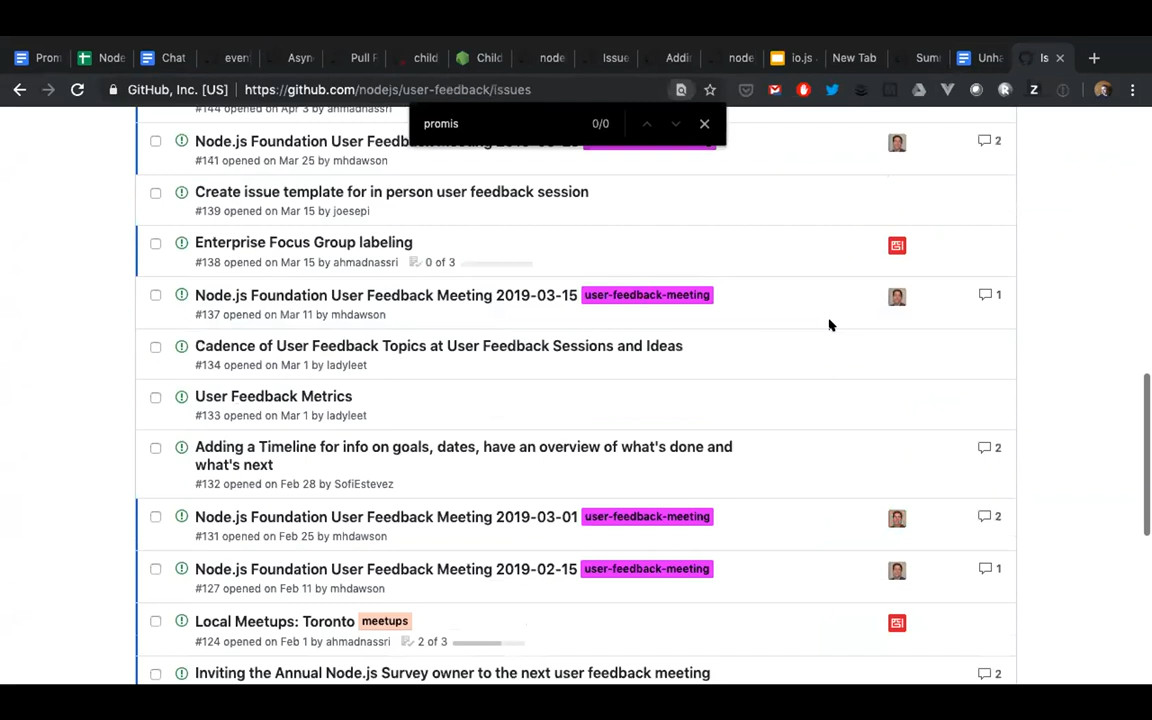 Prom
Node
Chat
even
Asyn
Pull F
child
Child
node
Issue
Addir
node
io.js
New Tab
Sum
Unha
Is
GitHub, Inc. [US]
https://github.com/nodejs/user-feedback/issues
promis
0/0
#144 opened on Apr 3 by ahmadnassri
Node.js Foundation User Feedback
#141 opened on Mar 25 by mhdawson
2
Create issue template for in person user feedback session
#139 opened on Mar 15 by joesepi
Enterprise Focus Group labeling
#138 opened on Mar 15 by ahmadnassri 0 of 3
Node.js Foundation User Feedback Meeting 2019-03-15 user-feedback-meeting
1
#137 opened on Mar 11 by mhdawson
Cadence of User Feedback Topics at User Feedback Sessions and Ideas
#134 opened on Mar 1 by ladyleet
User Feedback Metrics
#133 opened on Mar 1 by ladyleet
Adding a Timeline for info on goals, dates, have an overview of what's done and
what's next
2
#132 opened on Feb 28 by SofiEstevez
Node.js Foundation User Feedback Meeting 2019-03-01 user-feedback-meeting
2
#131 opened on Feb 25 by mhdawson
Node.js Foundation User Feedback Meeting 2019-02-15 user-feedback-meeting
1
#127 opened on Feb 11 by mhdawson
Local Meetups: Toronto meetups
#124 opened on Feb 1 by ahmadnassri 2 of 3
Inviting the Annual Node.js Survey owner to the next user feedback meeting
2